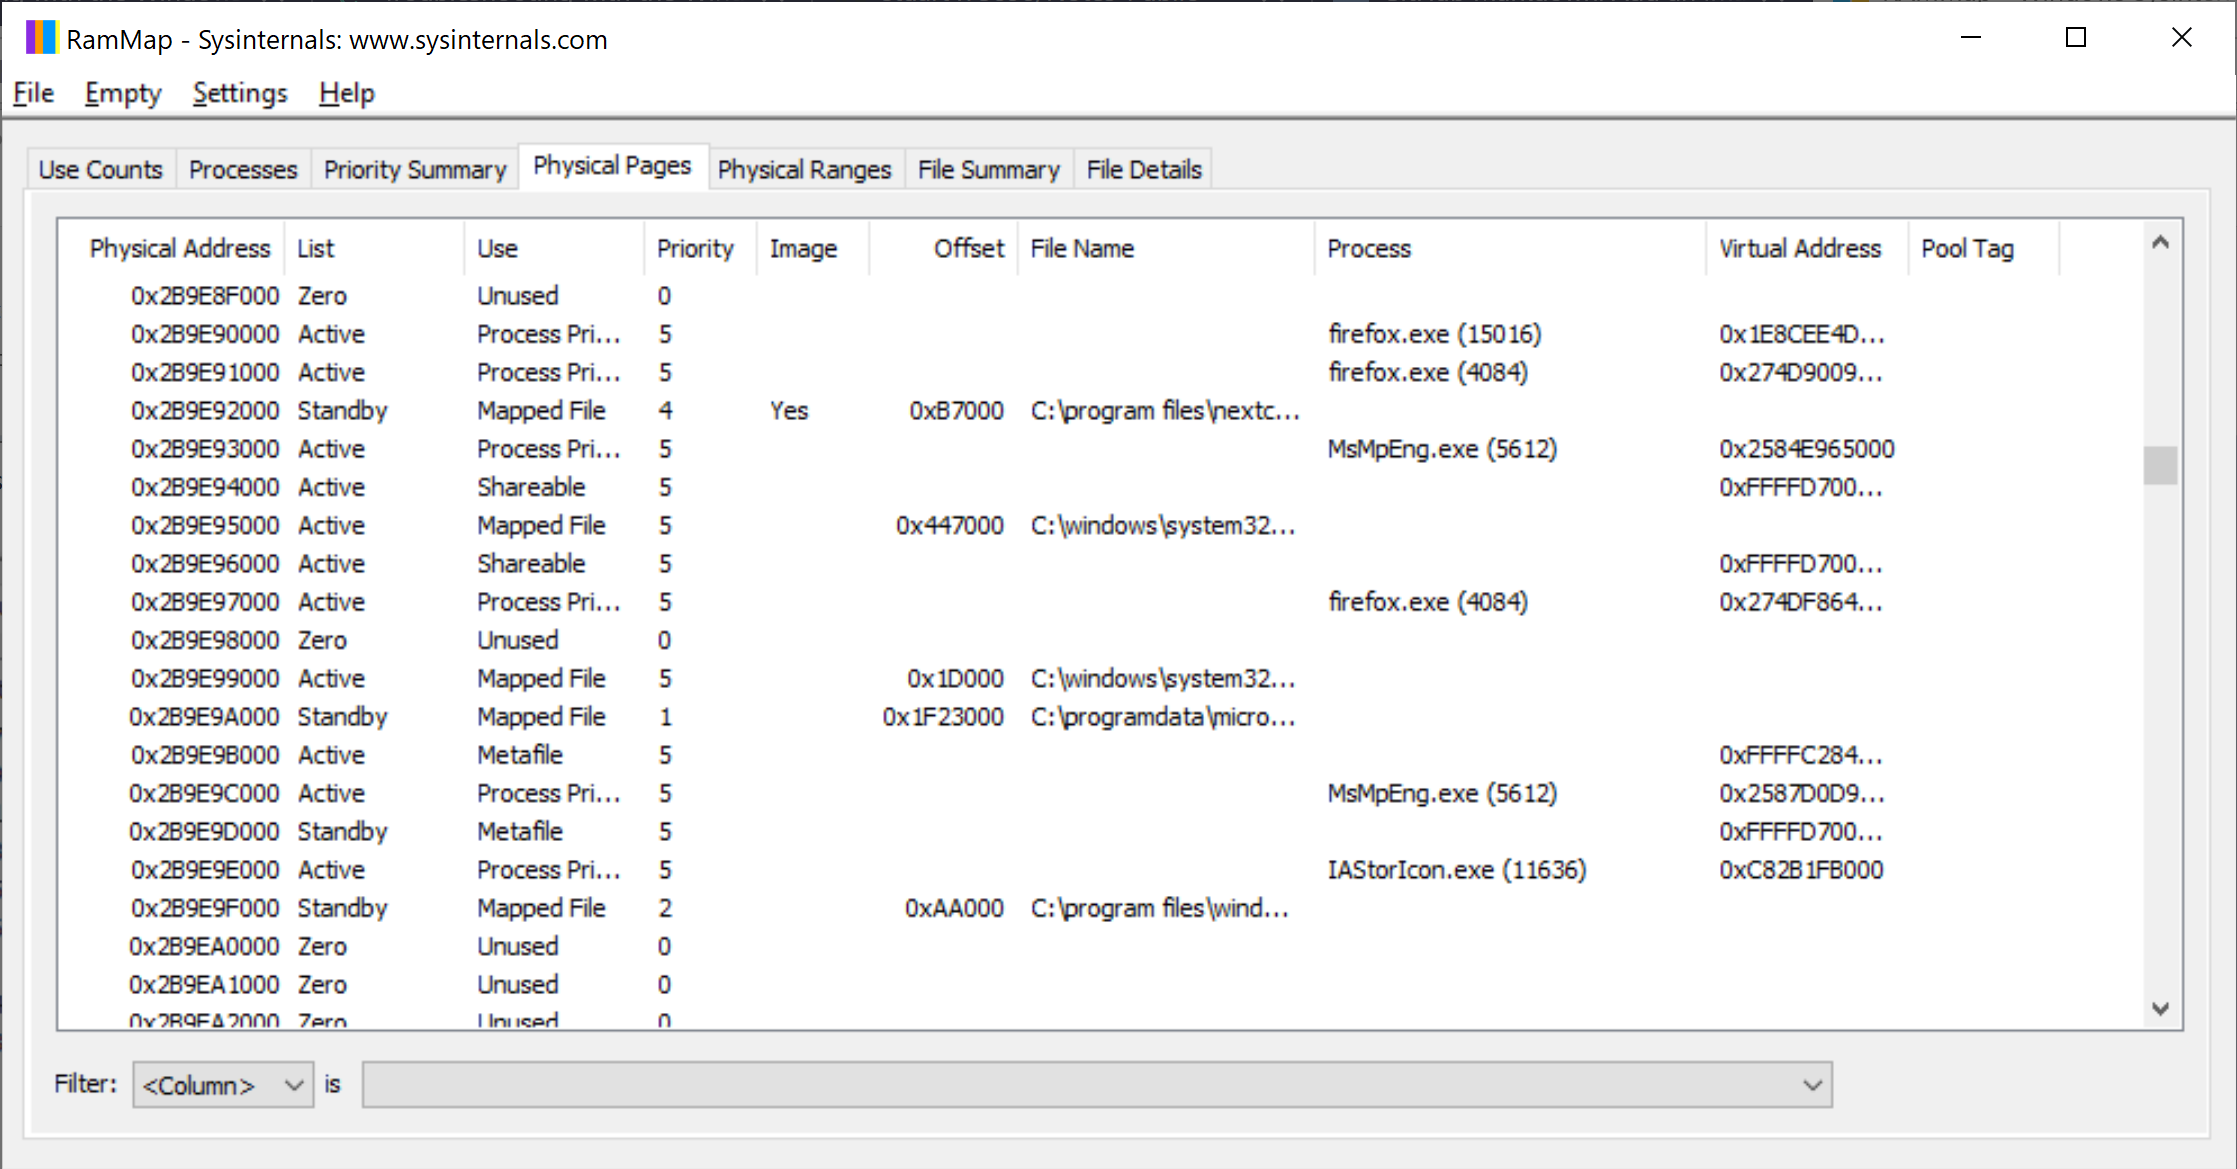 RamMap - Sysinternals: www.sysinternals.com
File Empty Settings Help
Use Counts Processes Priority Summary Physical Pages Physical Ranges File Summary File Details
Physical Address List Use Priority Image Offset File Name Process Virtual Address Pool Tag
0x2B9E8F000 Zero Unused 0
0x2B9E90000 Active Process Pri... 5 firefox.exe (15016) 0x1E8CEE4D...
0x2B9E91000 Active Process Pri... 5 firefox.exe (4084) 0x274D9009...
0x2B9E92000 Standby Mapped File 4 Yes 0xB7000 C:\program files\nextc...
0x2B9E93000 Active Process Pri... 5 MsMpEng.exe (5612) 0x2584E965000
0x2B9E94000 Active Shareable 5 0xFFFFD700...
0x2B9E95000 Active Mapped File 5 0x447000 C:\windows\system32...
0x2B9E96000 Active Shareable 5 0xFFFFD700...
0x2B9E97000 Active Process Pri... 5 firefox.exe (4084) 0x274DF864...
0x2B9E98000 Zero Unused 0
0x2B9E99000 Active Mapped File 5 0x1D000 C:\windows\system32...
0x2B9E9A000 Standby Mapped File 1 0x1F23000 C:\programdata\micro...
0x2B9E9B000 Active Metafile 5 0xFFFFC284...
0x2B9E9C000 Active Process Pri... 5 MsMpEng.exe (5612) 0x2587D0D9...
0x2B9E9D000 Standby Metafile 5 0xFFFFD700...
0x2B9E9E000 Active Process Pri... 5 IAStorIcon.exe (11636) 0xC82B1FB000
0x2B9E9F000 Standby Mapped File 2 0xAA000 C:\program files\wind...
0x2B9EA0000 Zero Unused 0
0x2B9EA1000 Zero Unused 0
0x2B9EA2000 Zero Unused 0
Filter: <Column> is